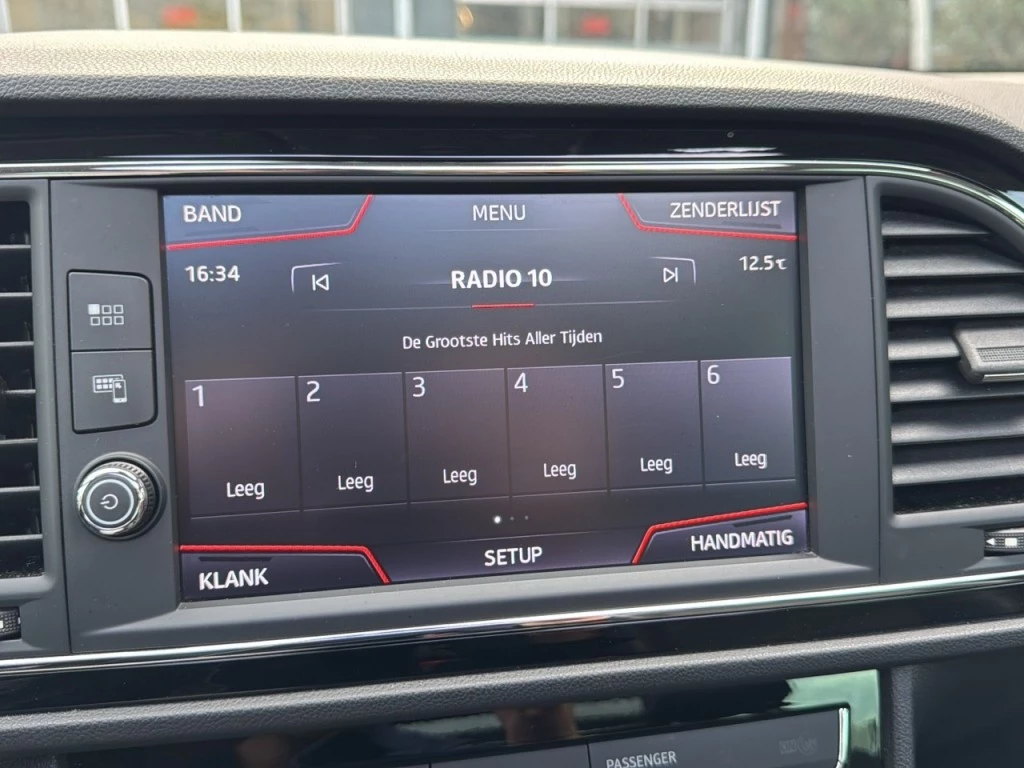 BAND MENU ZENDERLIJST
16:34 RADIO 10 12.5℃
De Grootste Hits Aller Tijden
1 2 3 4 5 6
Leeg Leeg Leeg Leeg Leeg Leeg
KLANK SETUP HANDMATIG
PASSENGER